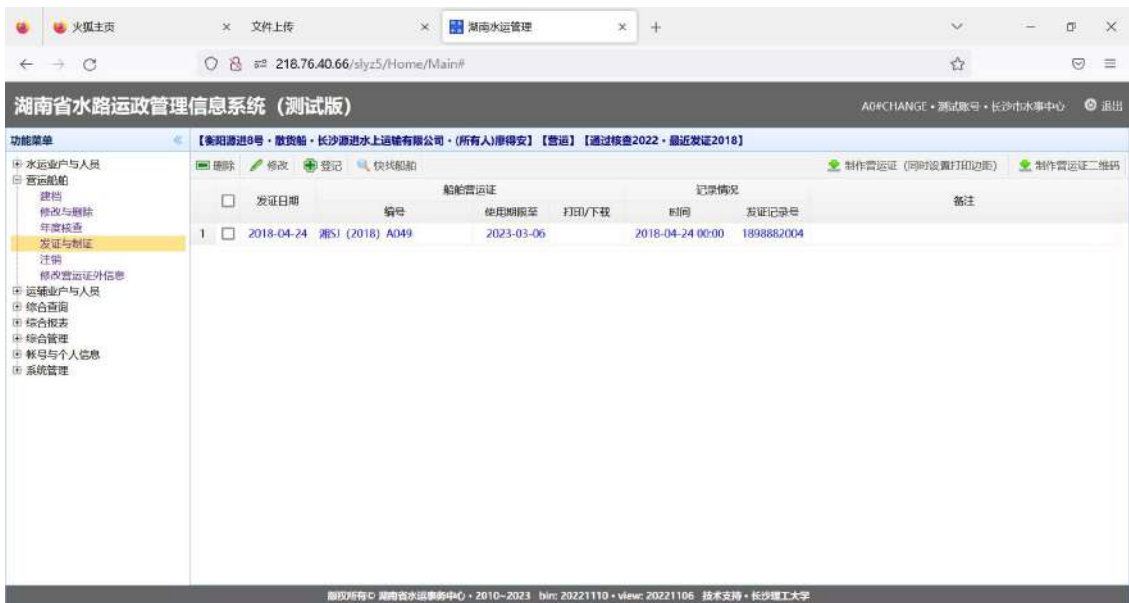 火狐主页
文件上传
湖南水运管理
218.76.40.66/slyz5/Home/Main#
湖南省水路运政管理信息系统（测试版）
A0#CHANGE・测试账号・长沙市水事中心 退出
功能菜单
【衡阳源进8号・散货船・长沙源进水上运输有限公司・(所有人)廖得安】【营运】【通过核查2022・最近发证2018】
水运业户与人员
营运船舶
建档
修改与删除
年度核查
发证与制证
注销
修改营运证外信息
运辅业户与人员
综合查询
综合报表
综合管理
帐号与个人信息
系统管理
删除 修改 登记 快找船舶
制作营运证（同时设置打印边距） 制作营运证二维码
发证日期 船舶营运证 记录情况 备注
编号 使用期限至 打印/下载 时间 发证记录号
1 2018-04-24 湘SJ (2018) A049 2023-03-06 2018-04-24 00:00 1898882004
版权所有© 湖南省水运事务中心・2010~2023 bin: 20221110・view: 20221106 技术支持・长沙理工大学